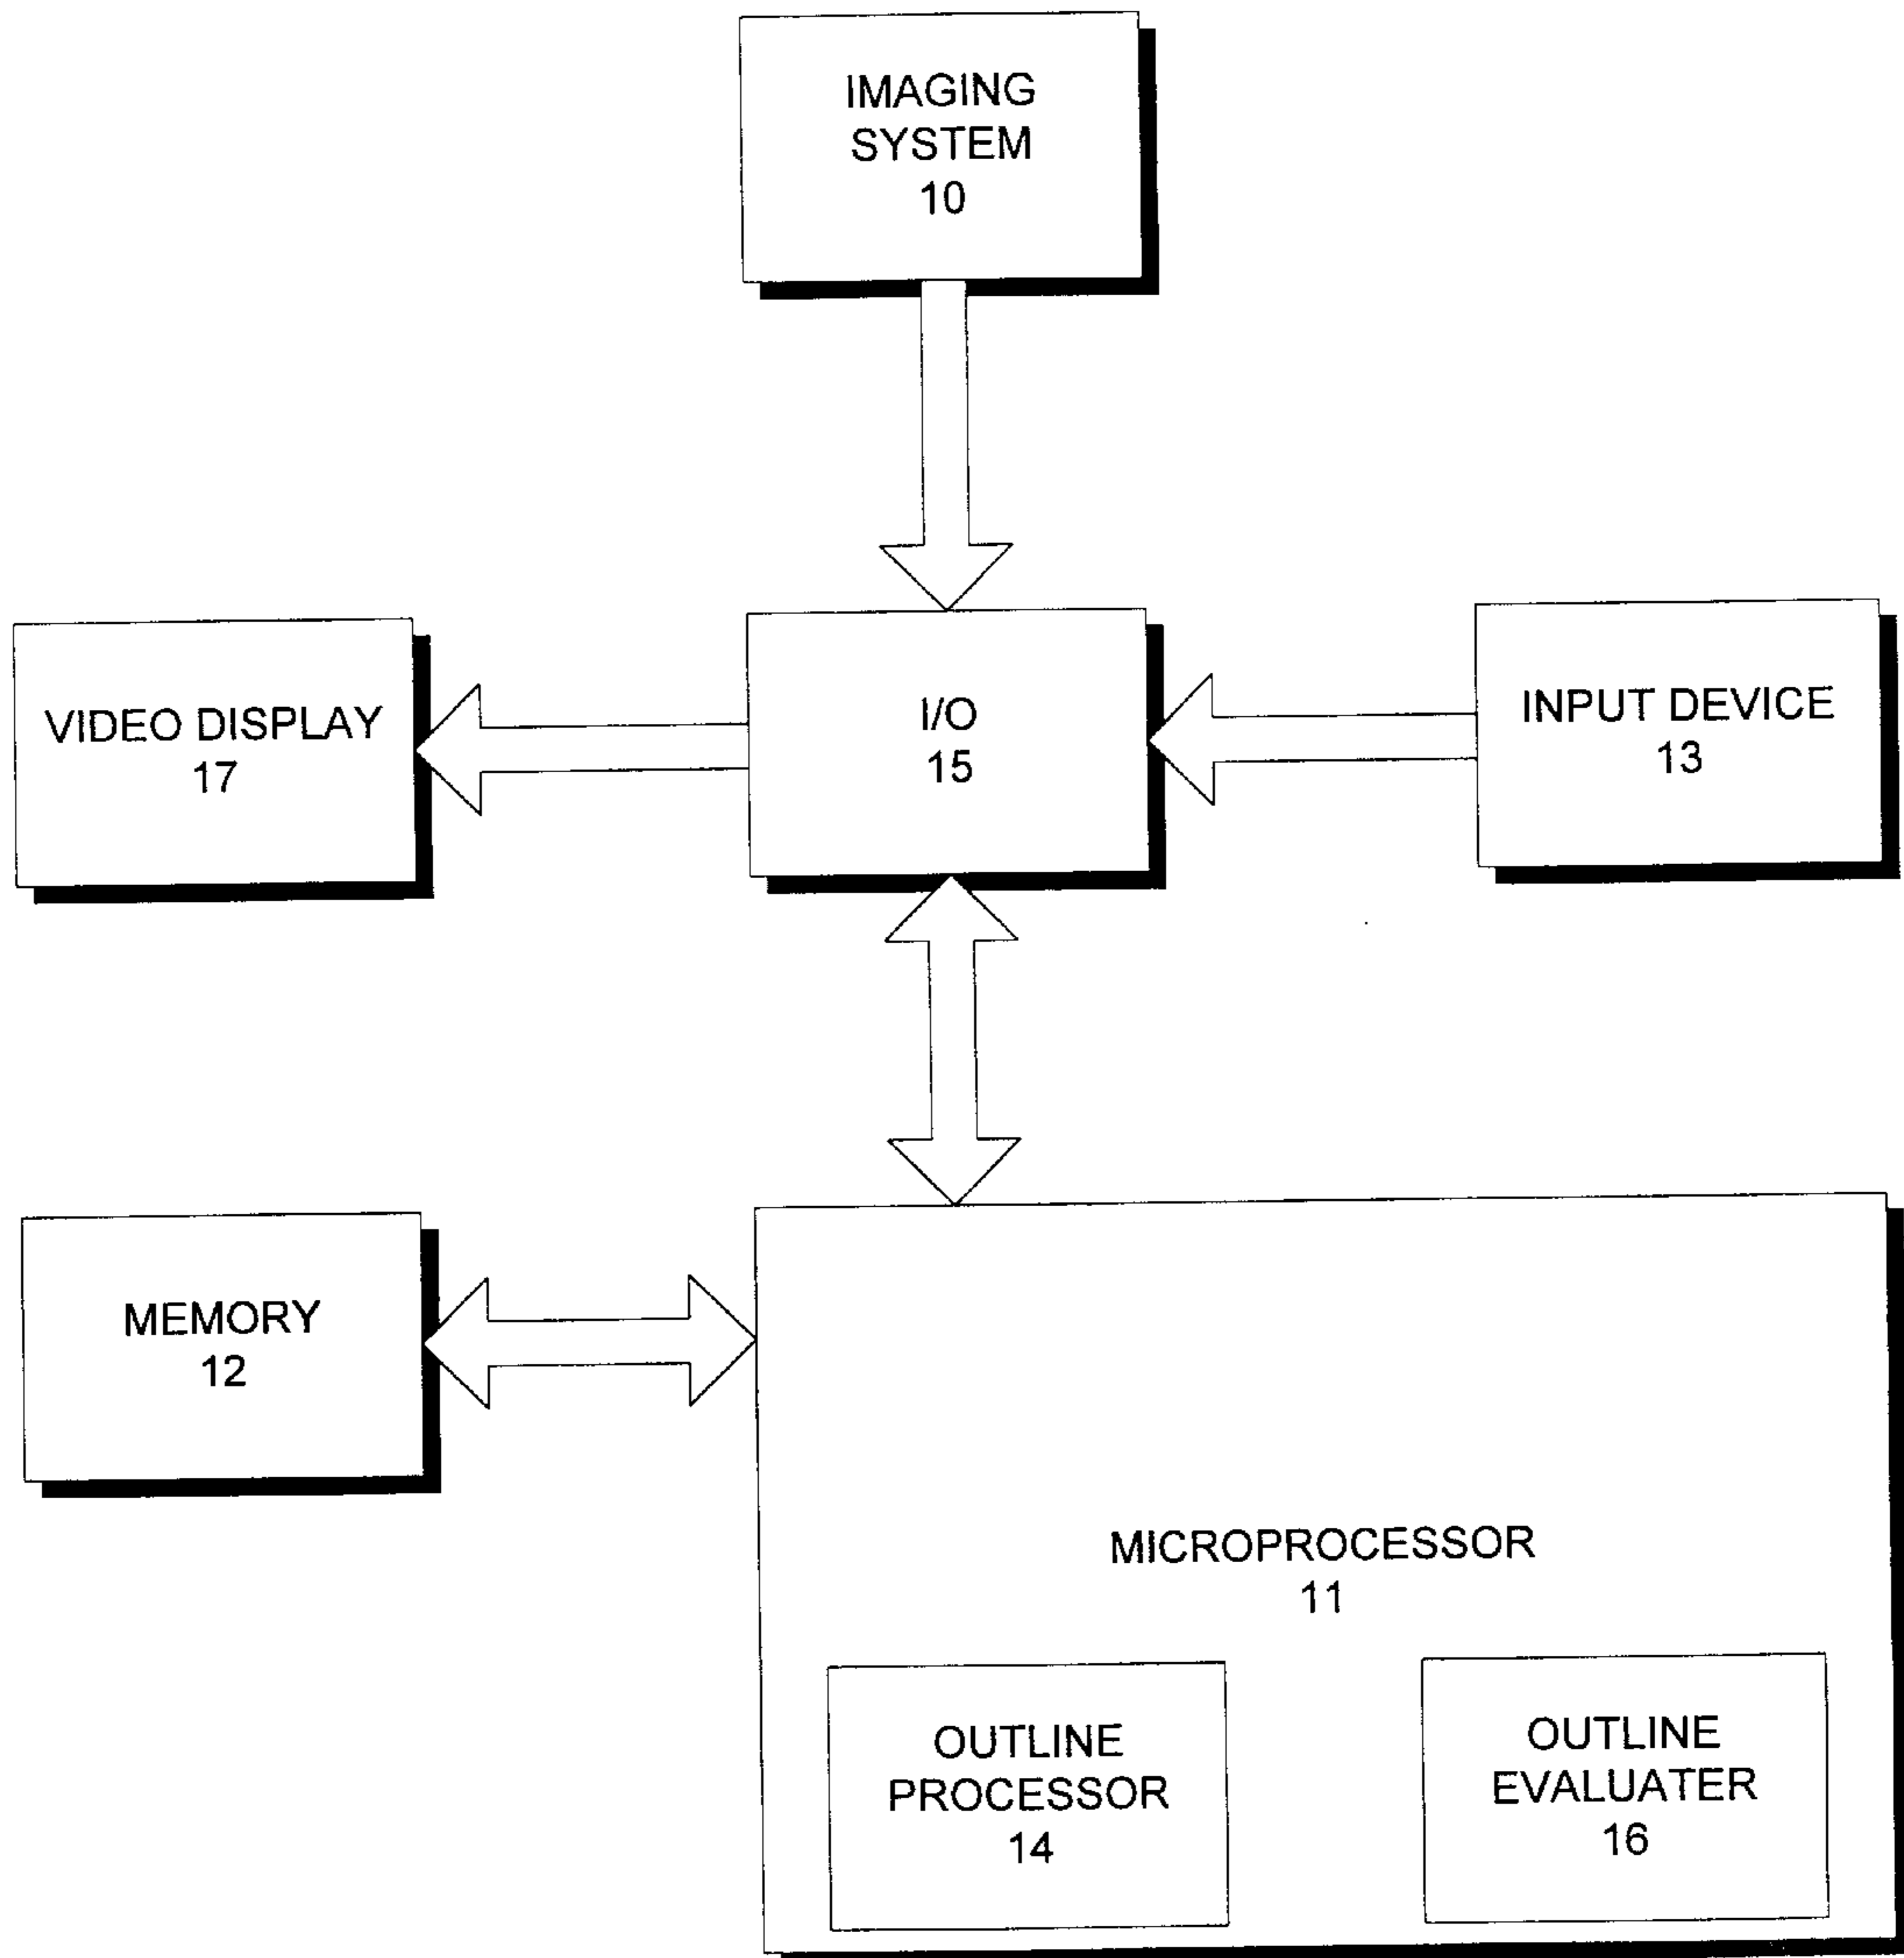 IMAGING
SYSTEM
10
VIDEO DISPLAY
17
I/O
15
INPUT DEVICE
13
MEMORY
12
MICROPROCESSOR
11
OUTLINE
PROCESSOR
14
OUTLINE
EVALUATER
16